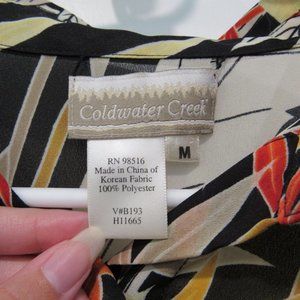 Coldwater Creek
M
RN 98516
Made in China of
Korean Fabric
100% Polyester
V#B193
H11665